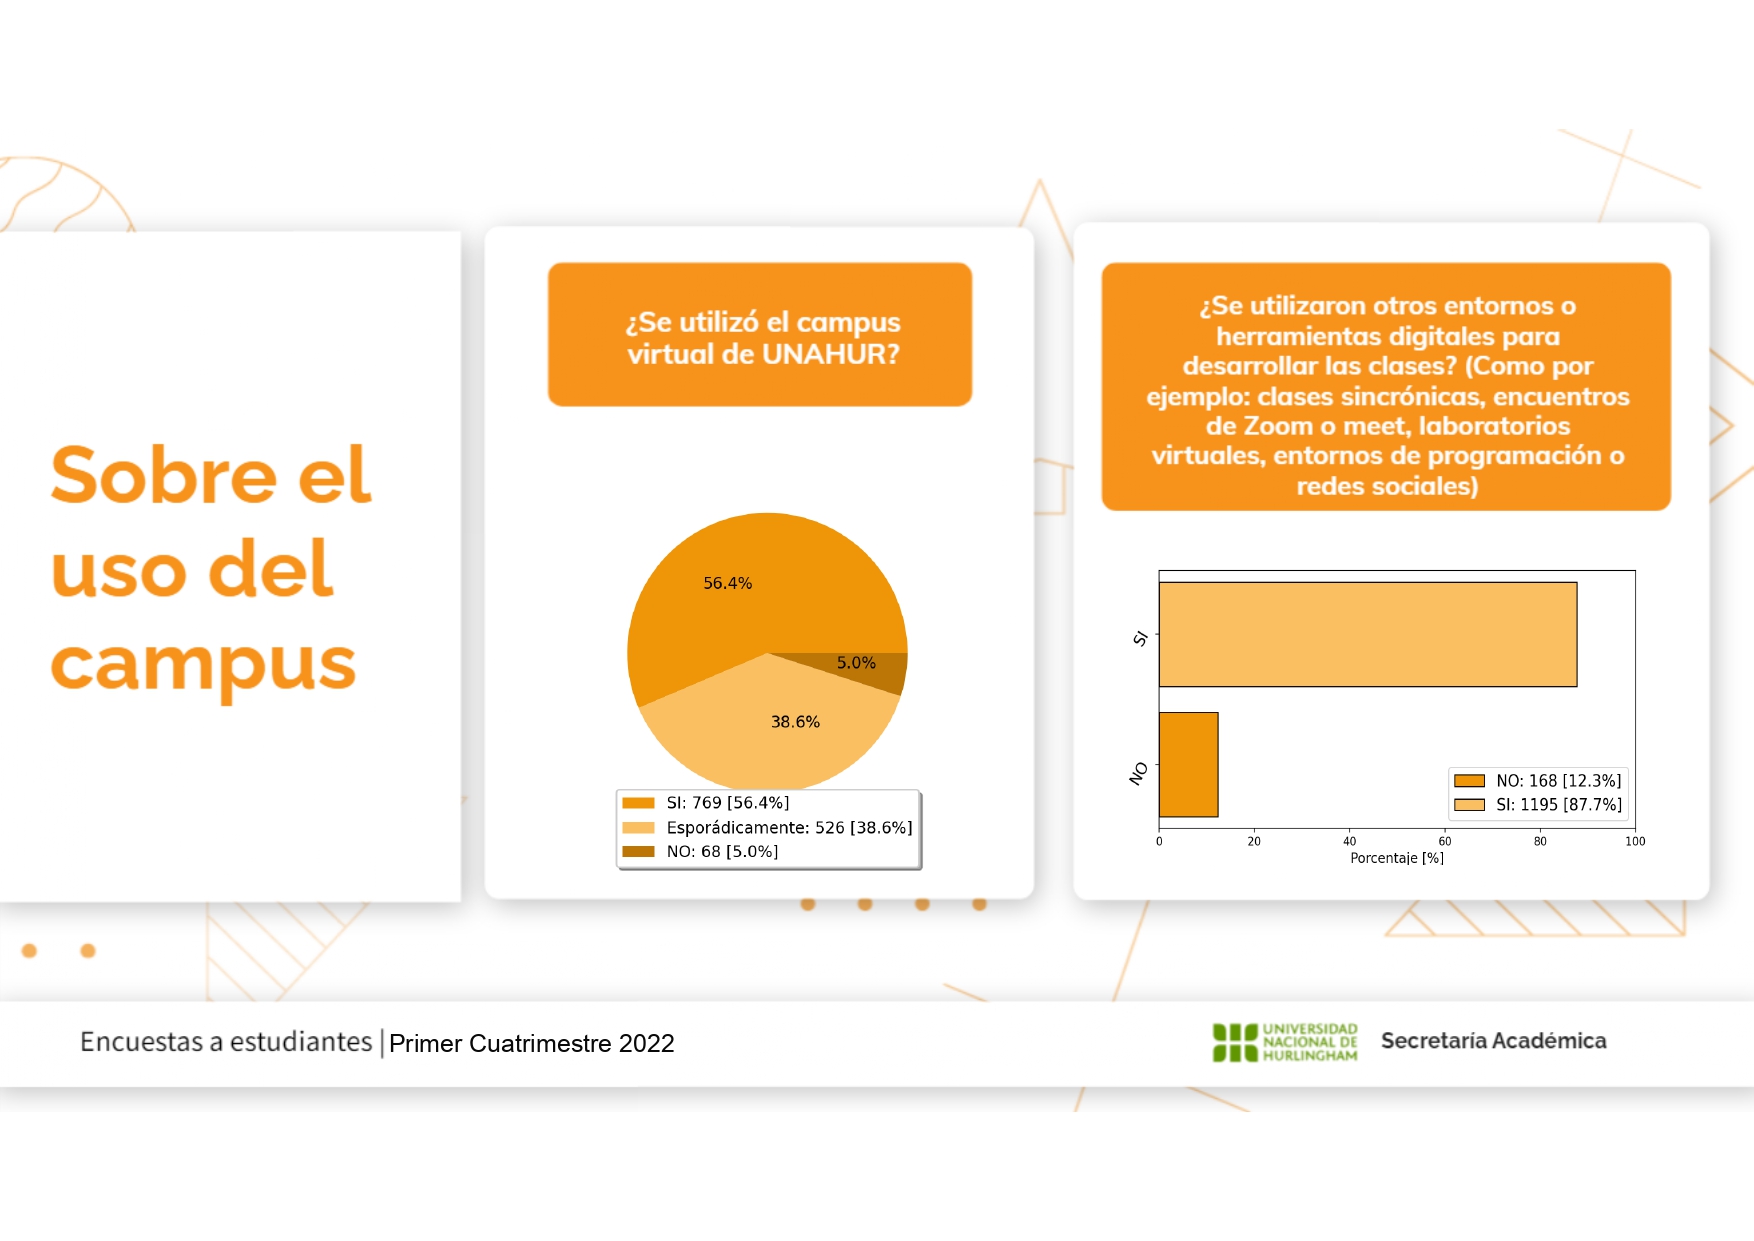 Sobre el
uso del
campus
¿Se utilizó el campus
virtual de UNAHUR?
56.4%
5.0%
38.6%
SI: 769 [56.4%]
Esporádicamente: 526 [38.6%]
NO: 68 [5.0%]
¿Se utilizaron otros entornos o
herramientas digitales para
desarrollar las clases? (Como por
ejemplo: clases sincrónicas, encuentros
de Zoom o meet, laboratorios
virtuales, entornos de programación o
redes sociales)
SI
NO
NO: 168 [12.3%]
SI: 1195 [87.7%]
0 20 40 60 80 100
Porcentaje [%]
Encuestas a estudiantes | Primer Cuatrimestre 2022
UNIVERSIDAD
NACIONAL DE
HURLINGHAM
Secretaría Académica